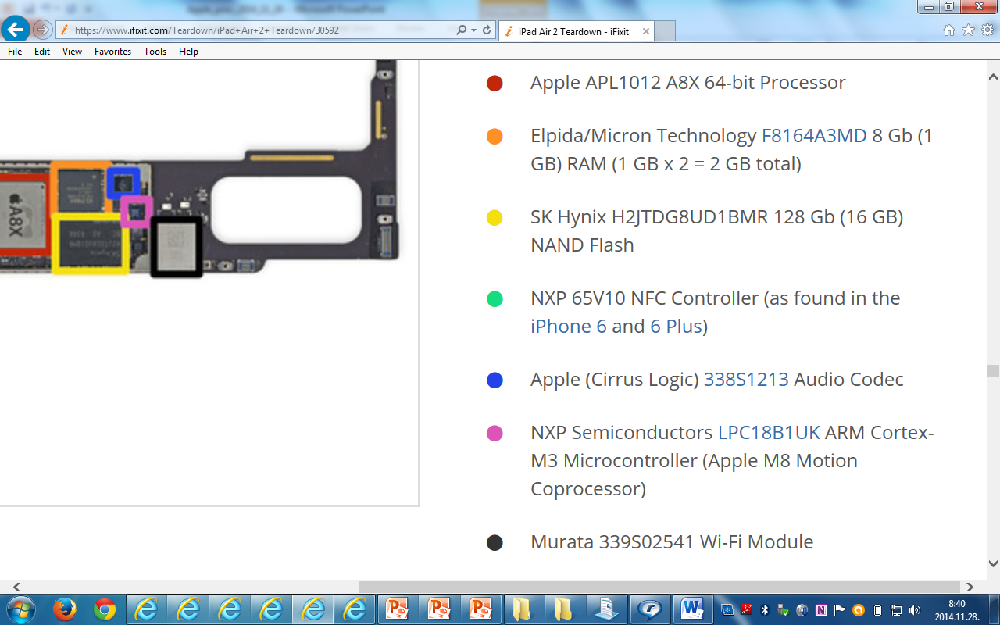 https://www.ifixit.com/Teardown/iPad+Air+2+Teardown/30592
iPad Air 2 Teardown - iFixit
File Edit View Favorites Tools Help
Apple APL1012 A8X 64-bit Processor
Elpida/Micron Technology F8164A3MD 8 Gb (1
GB) RAM (1 GB x 2 = 2 GB total)
SK Hynix H2JTDG8UD1BMR 128 Gb (16 GB)
NAND Flash
NXP 65V10 NFC Controller (as found in the
iPhone 6 and 6 Plus)
Apple (Cirrus Logic) 338S1213 Audio Codec
NXP Semiconductors LPC18B1UK ARM Cortex-
M3 Microcontroller (Apple M8 Motion
Coprocessor)
Murata 339S02541 Wi-Fi Module
A8X
SK hynix
8:40
2014.11.28.